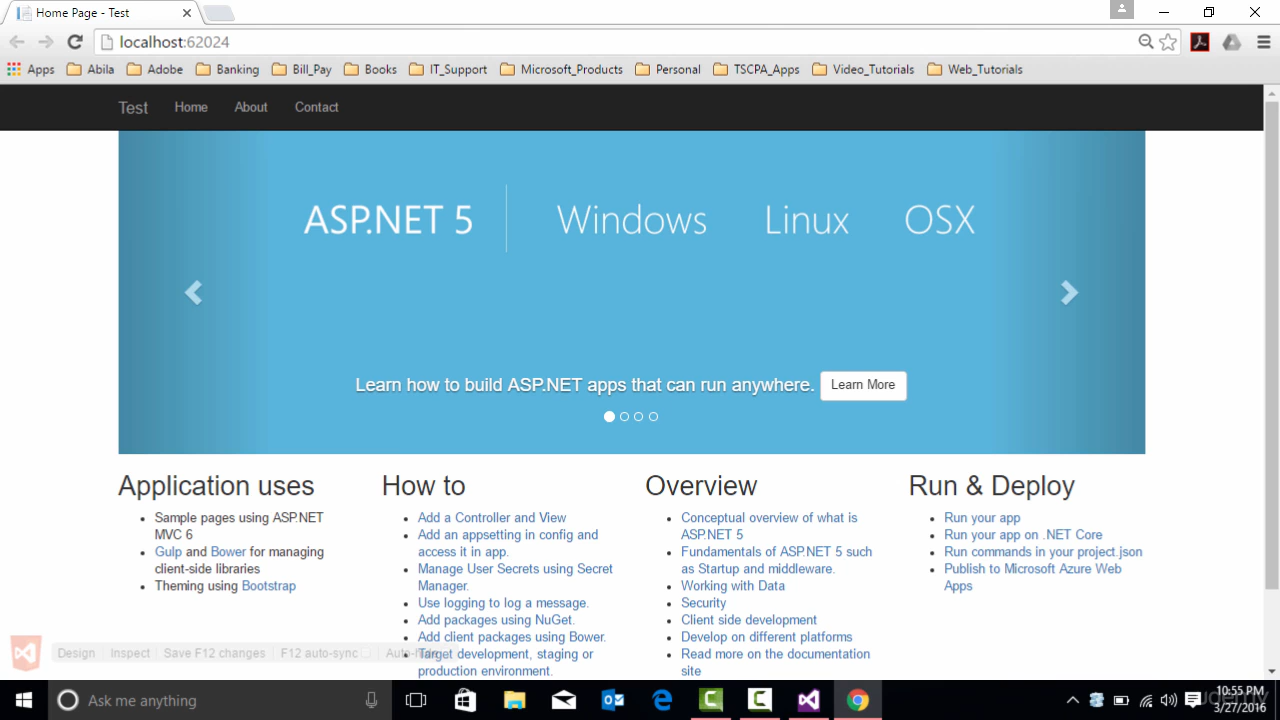 Home Page - Test
localhost:62024
Apps Abila Adobe Banking Bill_Pay Books IT_Support Microsoft_Products Personal TSCPA_Apps Video_Tutorials Web_Tutorials
Test Home About Contact
ASP.NET 5 Windows Linux OSX
Learn how to build ASP.NET apps that can run anywhere. Learn More
Application uses
Sample pages using ASP.NET
MVC 6
Gulp and Bower for managing
client-side libraries
Theming using Bootstrap
How to
Add a Controller and View
Add an appsetting in config and
access it in app.
Manage User Secrets using Secret
Manager.
Use logging to log a message.
Add packages using NuGet.
Add client packages using Bower.
Target development, staging or
production environment.
Overview
Conceptual overview of what is
ASP.NET 5
Fundamentals of ASP.NET 5 such
as Startup and middleware.
Working with Data
Security
Client side development
Develop on different platforms
Read more on the documentation
site
Run & Deploy
Run your app
Run your app on .NET Core
Run commands in your project.json
Publish to Microsoft Azure Web
Apps
Design Inspect Save F12 changes F12 auto-sync Auto-hide
Ask me anything
10:55 PM
3/27/2016
udemy